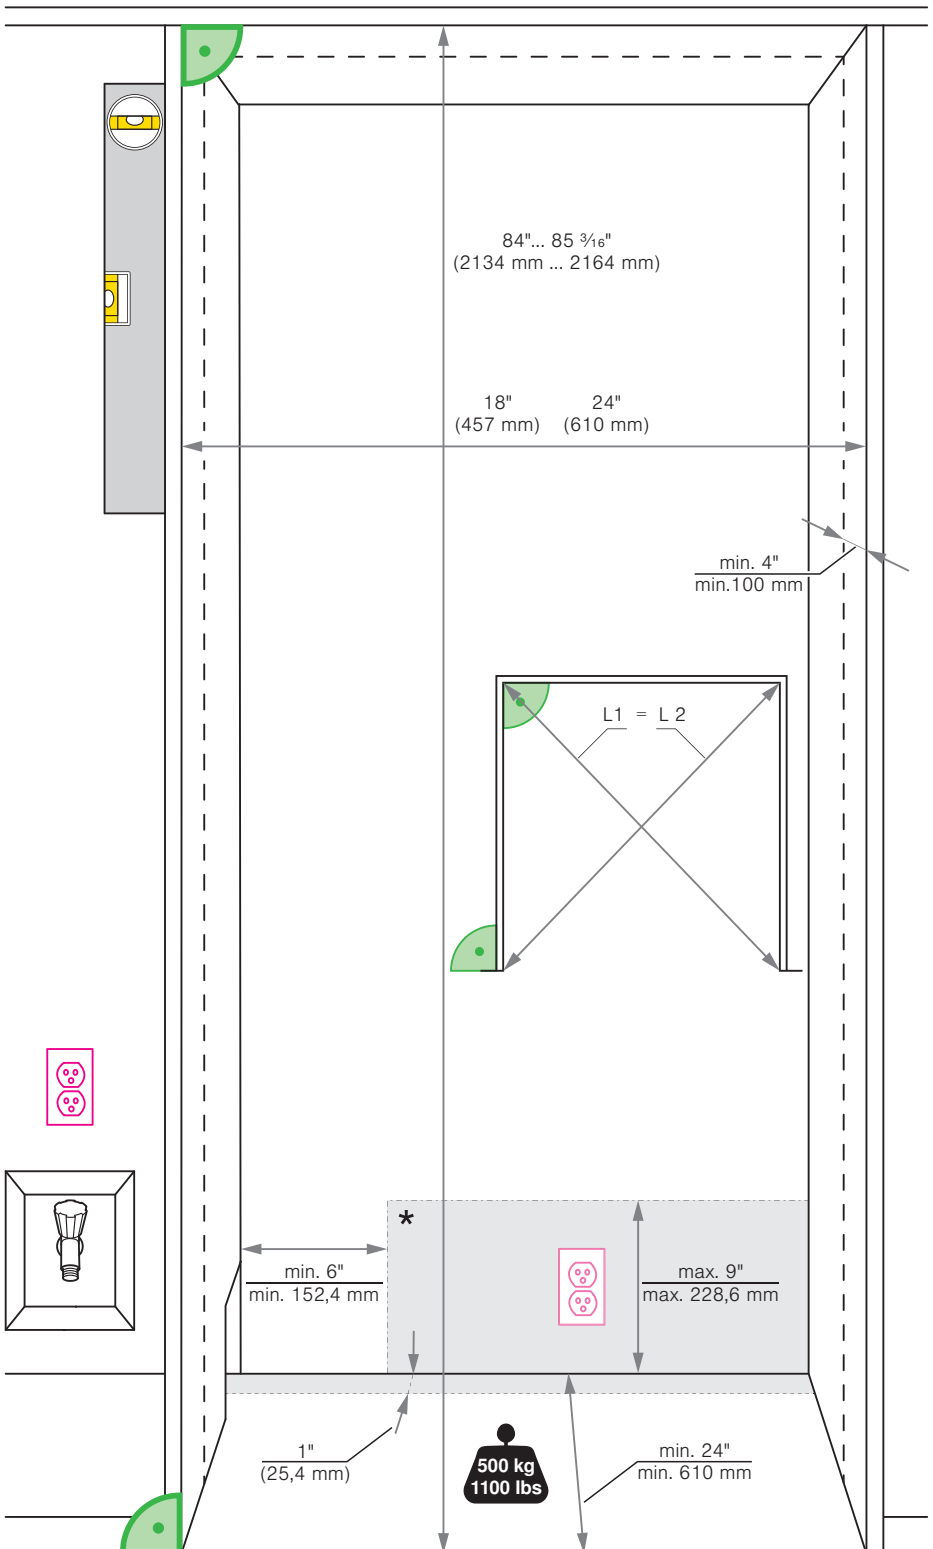 84"... 85 ³⁄₁₆"
(2134 mm ... 2164 mm)
18" 24"
(457 mm) (610 mm)
min. 4"
min.100 mm
L1 = L 2
*
min. 6"
min. 152,4 mm
max. 9"
max. 228,6 mm
1"
(25,4 mm)
500 kg
1100 lbs
min. 24"
min. 610 mm